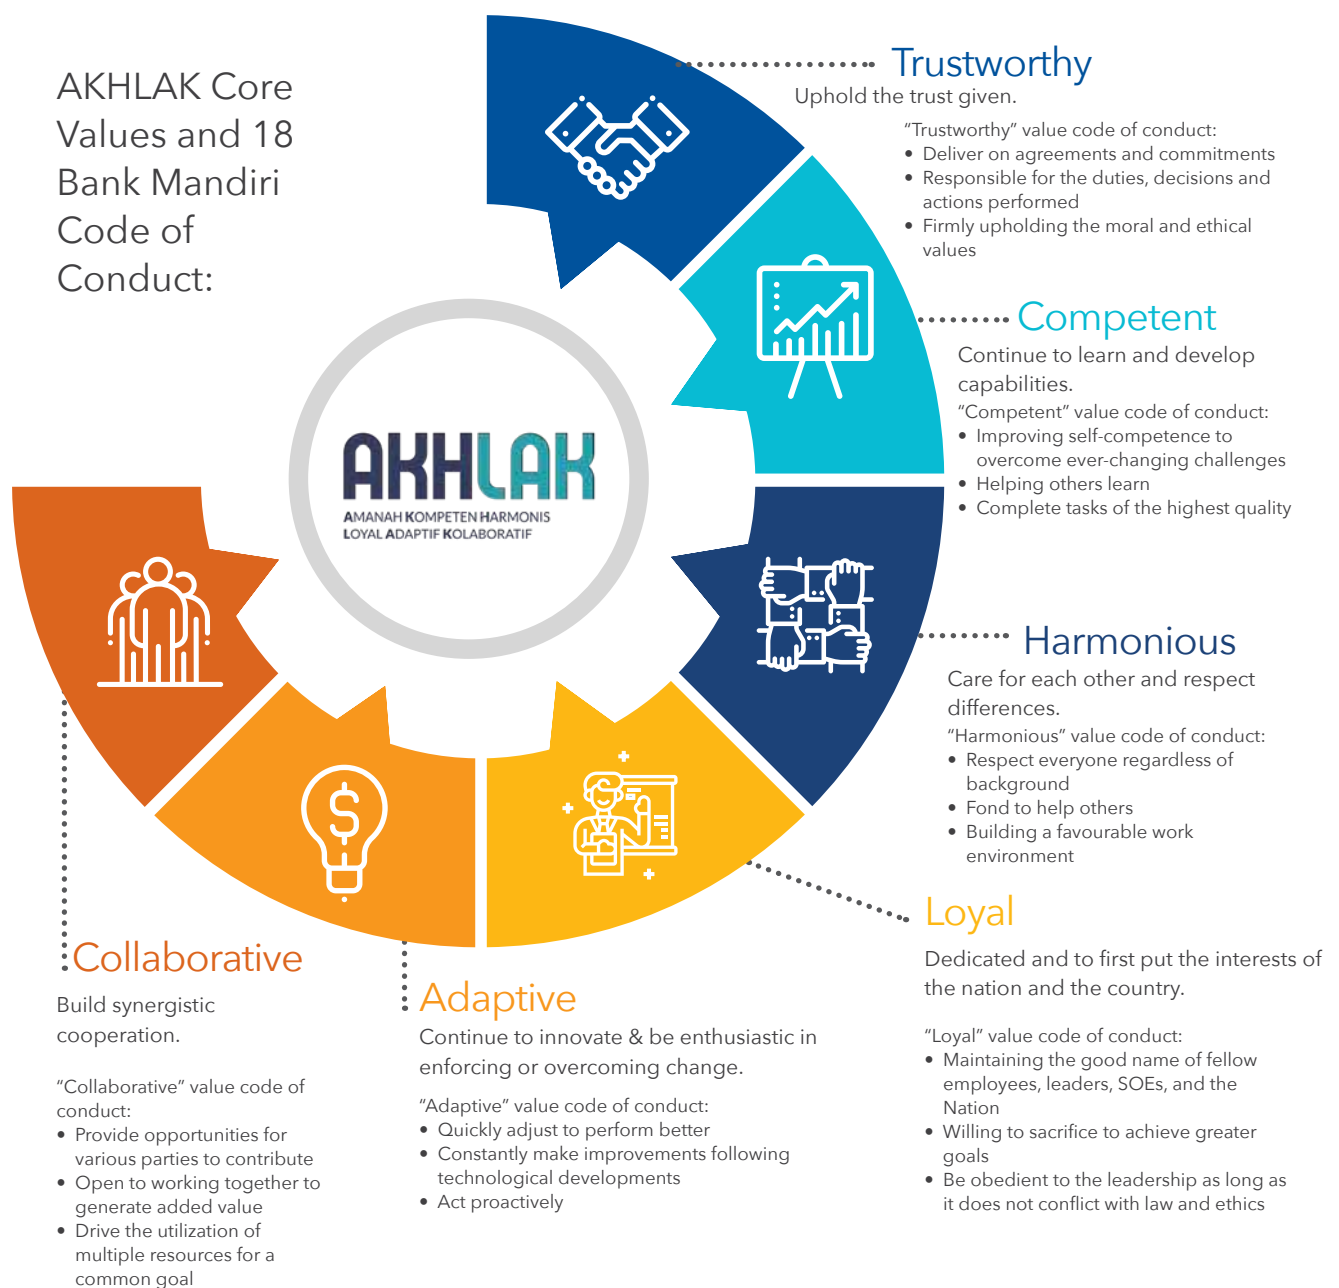 AKHLAK Core
Values and 18
Bank Mandiri
Code of
Conduct:
Trustworthy
Uphold the trust given.
“Trustworthy” value code of conduct:
• Deliver on agreements and commitments
• Responsible for the duties, decisions and
actions performed
• Firmly upholding the moral and ethical
values
Competent
Continue to learn and develop
capabilities.
“Competent” value code of conduct:
• Improving self-competence to
overcome ever-changing challenges
• Helping others learn
• Complete tasks of the highest quality
AKHLAK
AMANAH KOMPETEN HARMONIS
LOYAL ADAPTIF KOLABORATIF
Harmonious
Care for each other and respect
differences.
“Harmonious” value code of conduct:
• Respect everyone regardless of
background
• Fond to help others
• Building a favourable work
environment
Loyal
Dedicated and to first put the interests of
the nation and the country.
“Loyal” value code of conduct:
• Maintaining the good name of fellow
employees, leaders, SOEs, and the
Nation
• Willing to sacrifice to achieve greater
goals
• Be obedient to the leadership as long as
it does not conflict with law and ethics
$
Adaptive
Continue to innovate & be enthusiastic in
enforcing or overcoming change.
“Adaptive” value code of conduct:
• Quickly adjust to perform better
• Constantly make improvements following
technological developments
• Act proactively
Collaborative
Build synergistic
cooperation.
“Collaborative” value code of
conduct:
• Provide opportunities for
various parties to contribute
• Open to working together to
generate added value
• Drive the utilization of
multiple resources for a
common goal